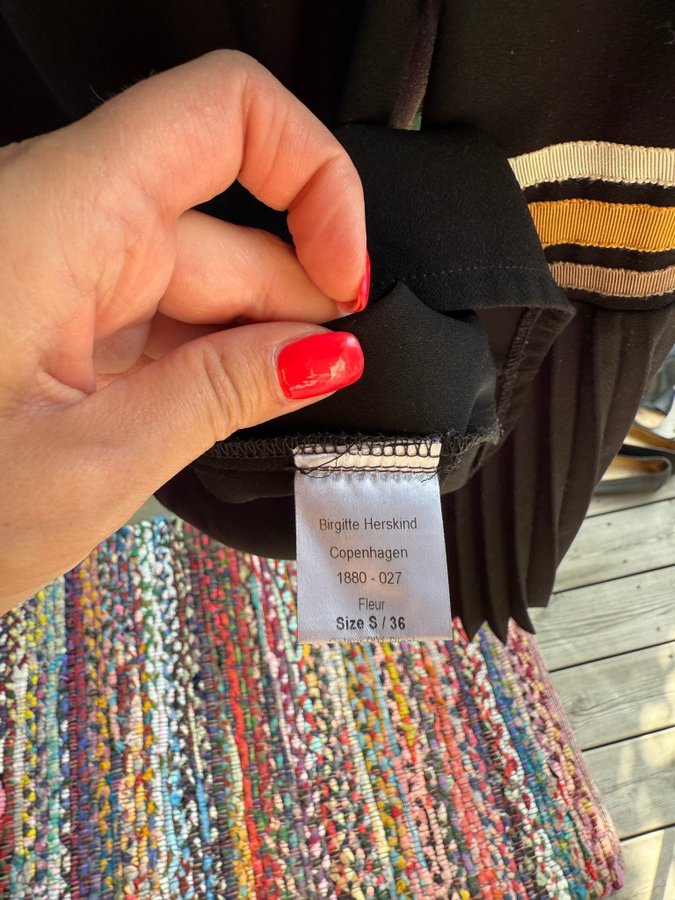 Birgitte Herskind
Copenhagen
1880 - 027
Fleur
Size S / 36